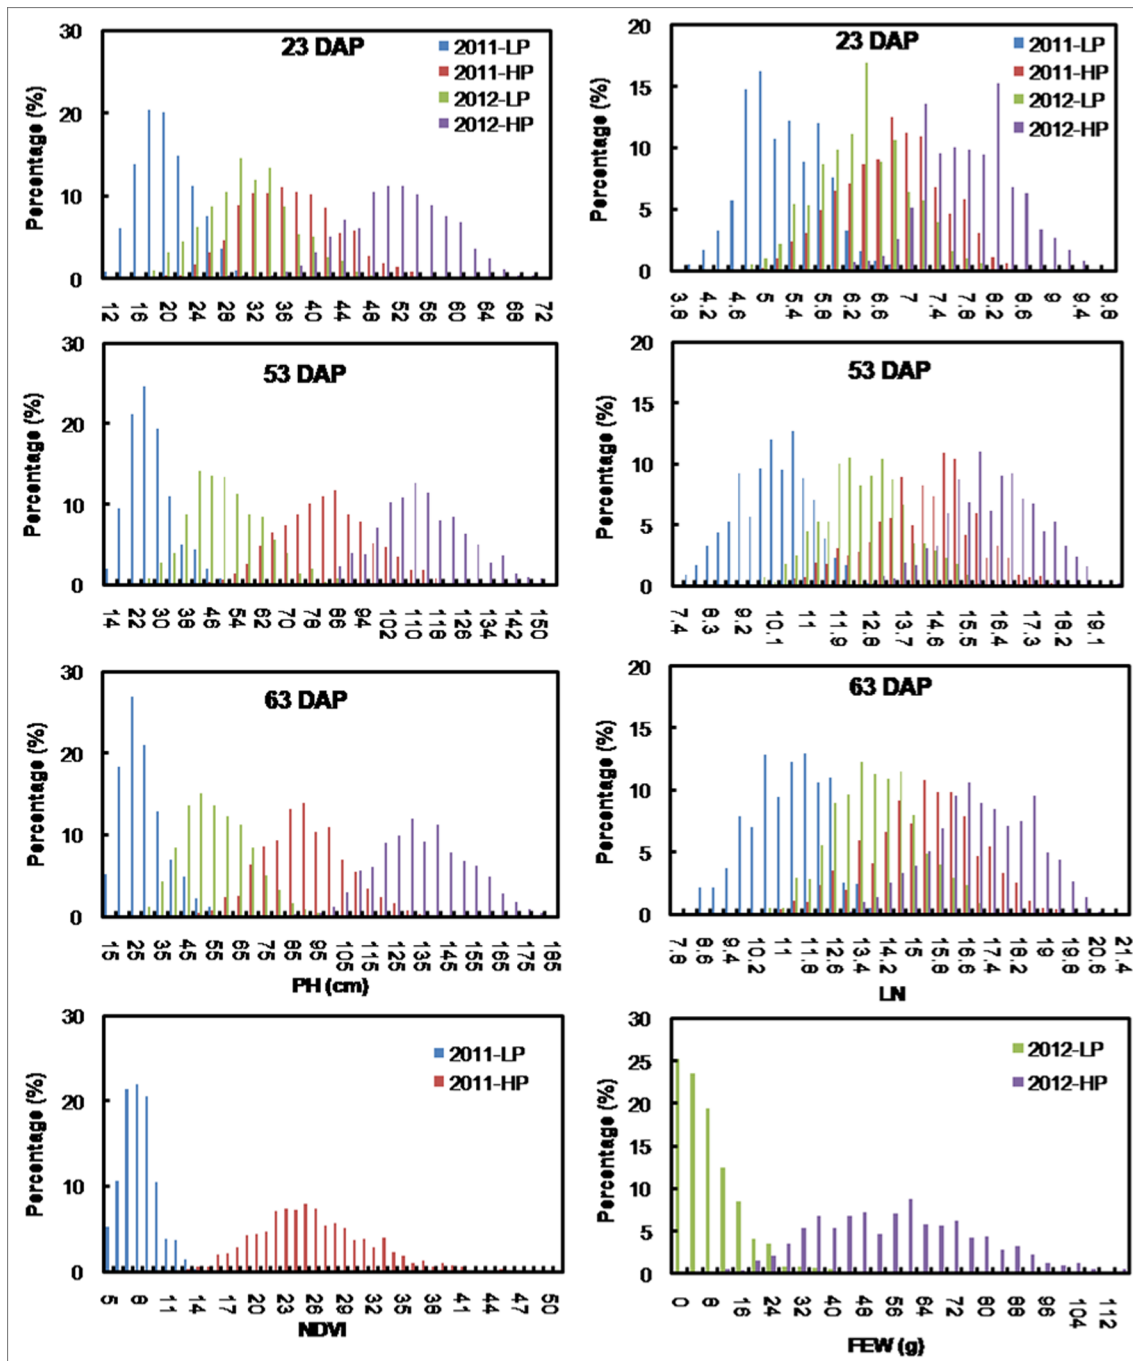 30
20
10
0
Percentage (%)
23 DAP
2011-LP
2011-HP
2012-LP
2012-HP
12 16 20 24 28 32 36 40 44 48 52 56 60 64 68 72
20
15
10
5
0
Percentage (%)
23 DAP
2011-LP
2011-HP
2012-LP
2012-HP
3.8 4.2 4.6 5 5.4 5.8 6.2 6.6 7 7.4 7.8 8.2 8.6 9 9.4 9.8
30
20
10
0
Percentage (%)
53 DAP
14 22 30 38 46 54 62 70 78 86 94 102 110 118 126 134 142 150
20
15
10
5
0
Percentage (%)
53 DAP
7.4 8.3 9.2 10.1 11 11.9 12.8 13.7 14.6 15.5 16.4 17.3 18.2 19.1
30
20
10
0
Percentage (%)
63 DAP
15 25 35 45 55 65 75 85 95 105 115 125 135 145 155 165 175 185
PH (cm)
20
15
10
5
0
Percentage (%)
63 DAP
7.8 8.6 9.4 10.2 11 11.8 12.6 13.4 14.2 15 15.8 16.6 17.4 18.2 19 19.8 20.6 21.4
LN
30
20
10
0
Percentage (%)
2011-LP
2011-HP
5 8 11 14 17 20 23 26 29 32 35 38 41 44 47 50
NDVI
30
25
20
15
10
5
0
Percentage (%)
2012-LP
2012-HP
0 8 16 24 32 40 48 56 64 72 80 88 96 104 112
FEW (g)